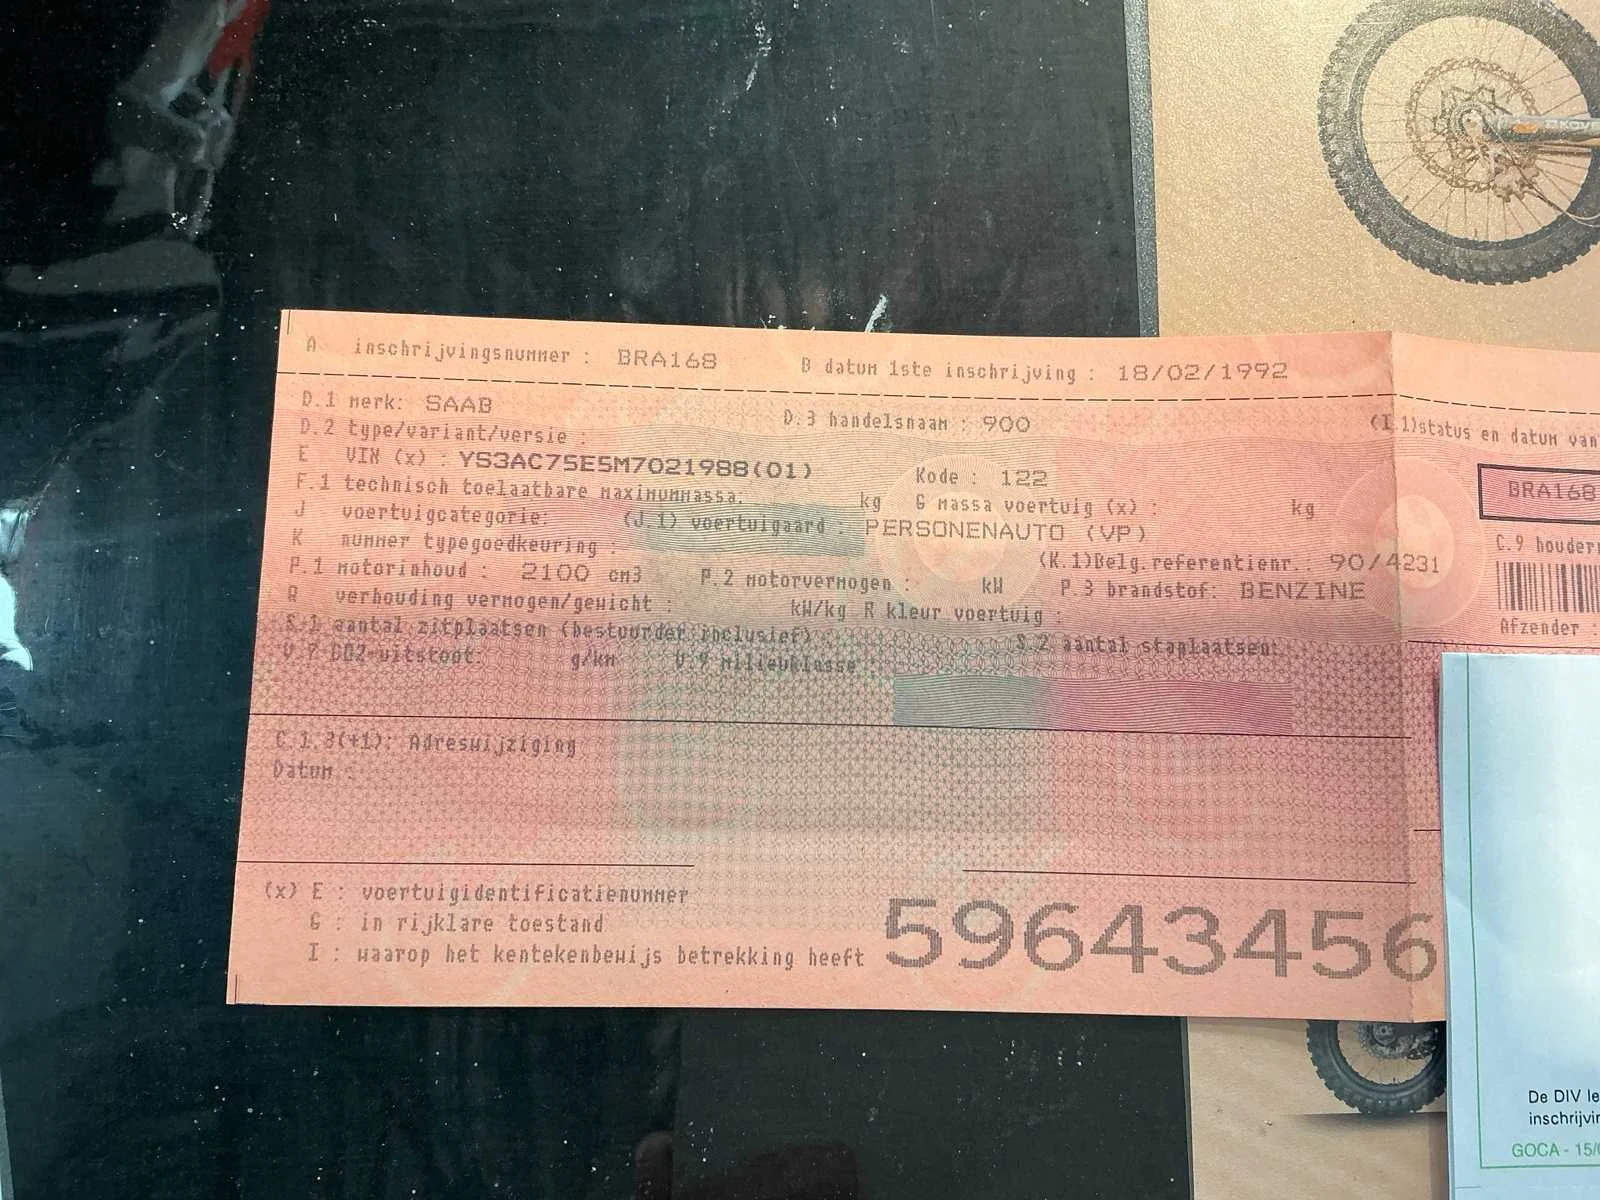 A inschrijvingsnummer : BRA168 B datum 1ste inschrijving : 18/02/1992
D.1 merk: SAAB D.3 handelsnaam : 900 (I.1)status en datum van
D.2 type/variant/versie :
E VIN (x) : YS3AC75E5M7021988(01) Kode : 122 BRA168
F.1 technisch toelaatbare maximummassa: kg G massa voertuig (x) : kg
J voertuigcategorie: (J.1) voertuigaard : PERSONENAUTO (VP)
K nummer typegoedkeuring : (K.1)Belg.referentienr.: 90/4231 C.9 houder
P.1 motorinhoud : 2100 cm3 P.2 motorvermogen : kW P.3 brandstof: BENZINE
Q verhouding vermogen/gewicht : kW/kg R kleur voertuig : Afzender :
S.1 aantal zitplaatsen (bestuurder inclusief) : S.2 aantal staplaatsen:
V.7 CO2-uitstoot: g/km V.9 milieuklasse :
C.1.3(+1): Adreswijziging
Datum :
(x) E : voertuigidentificatienummer
G : in rijklare toestand
I : waarop het kentekenbewijs betrekking heeft
59643456
De DIV
GOCA - 15/